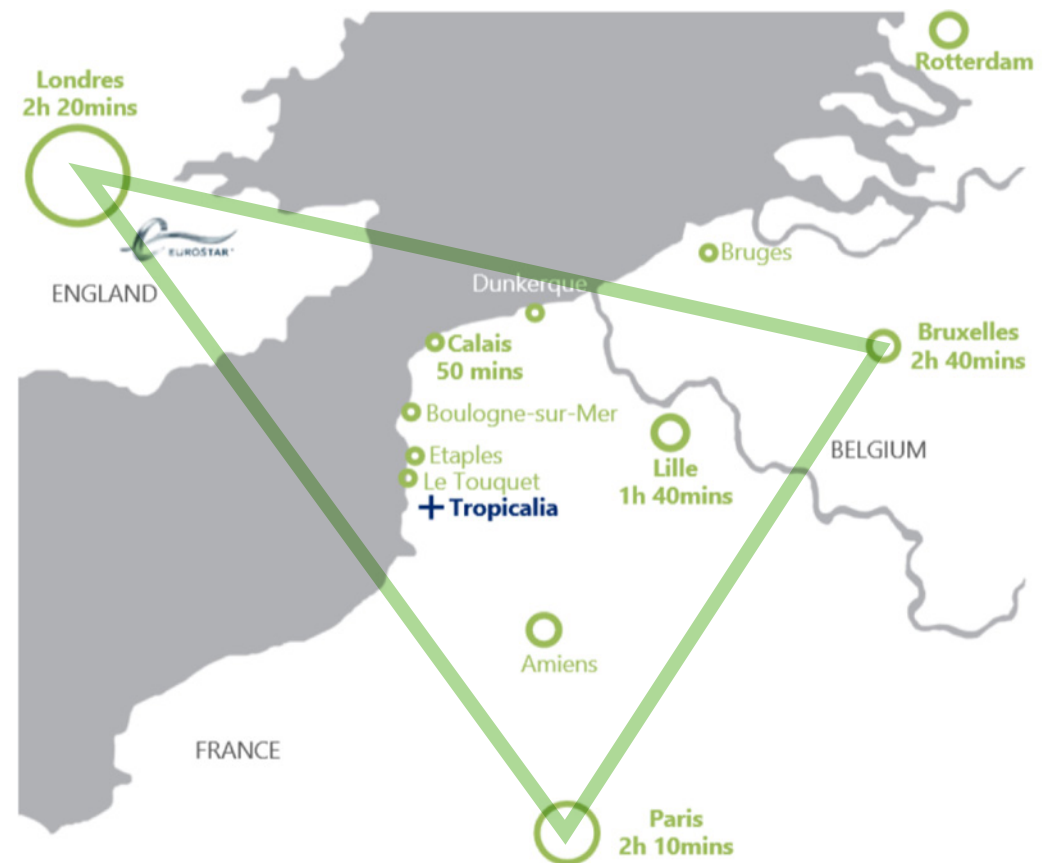 Rotterdam
Londres
2h 20mins
EUROSTAR
ENGLAND
Bruges
Dunkerque
Calais
50 mins
Bruxelles
2h 40mins
Boulogne-sur-Mer
BELGIUM
Etaples
Lille
1h 40mins
Le Touquet
Tropicalia
Amiens
FRANCE
Paris
2h 10mins